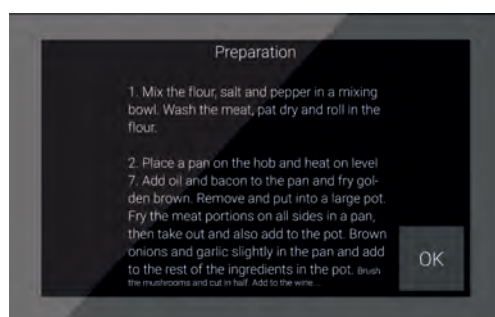 Preparation
1. Mix the flour, salt and pepper in a mixing
bowl. Wash the meat, pat dry and roll in the
flour.
2. Place a pan on the hob and heat on level
7. Add oil and bacon to the pan and fry gol-
den brown. Remove and put into a large pot.
Fry the meat portions on all sides in a pan,
then take out and also add to the pot. Brown
onions and garlic slightly in the pan and add
to the rest of the ingredients in the pot. Brush
the mushrooms and cut in half. Add to the wine...
OK